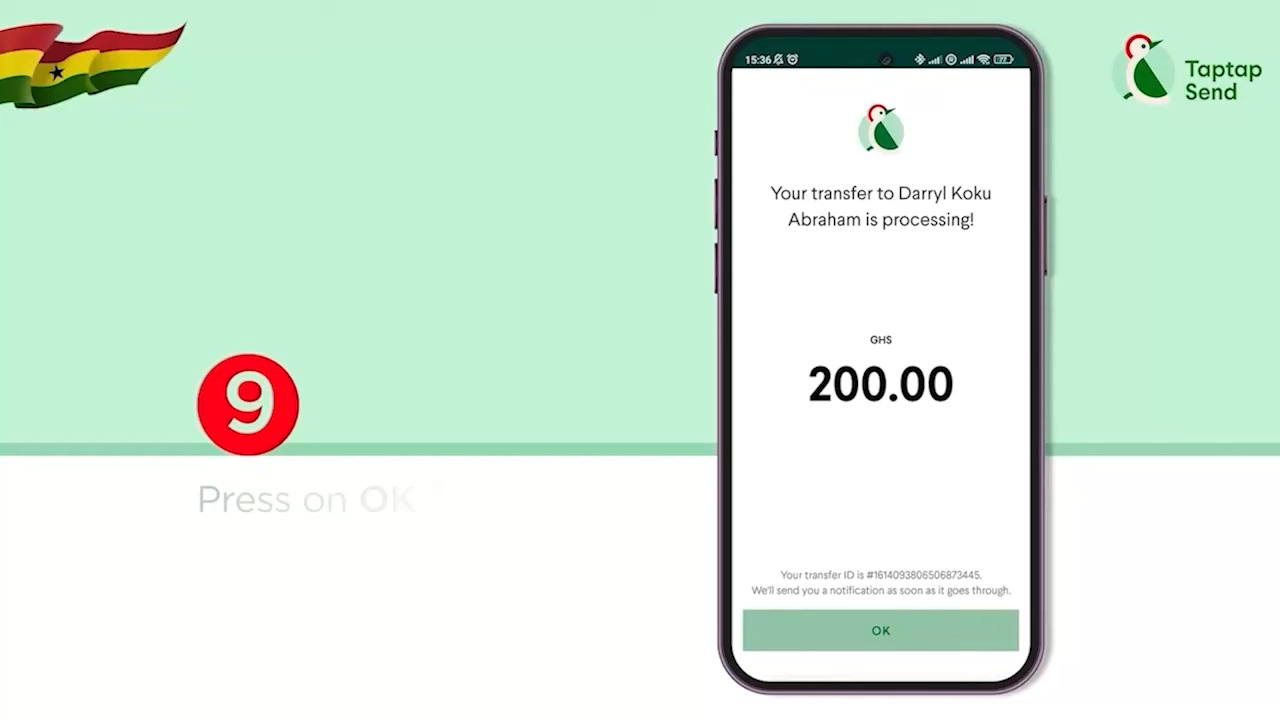 Taptap
Send
15:36
77
Your transfer to Darryl Koku
Abraham is processing!
GHS
200.00
9
Press on OK
Your transfer ID is #1614093806506873445.
We'll send you a notification as soon as it goes through.
OK